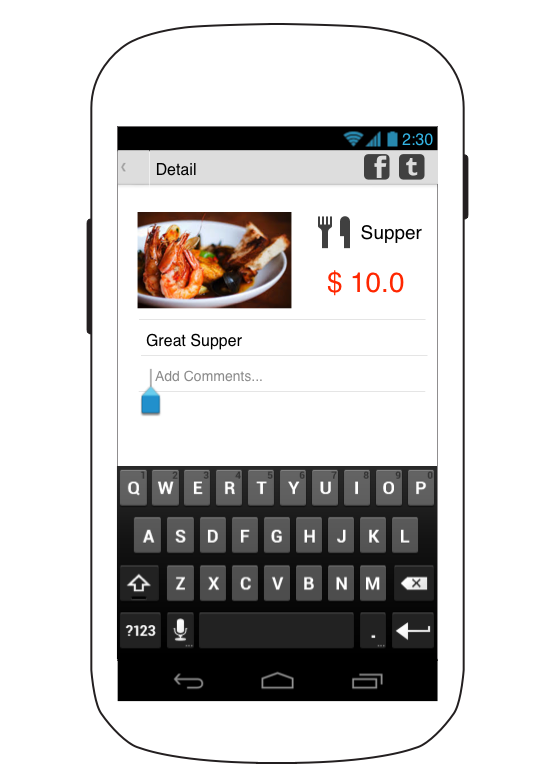 2:30
Detail
f t
Supper
$ 10.0
Great Supper
Add Comments...
1 2 3 4 5 6 7 8 9 0
Q W E R T Y U I O P
A S D F G H J K L
Z X C V B N M
?123 ... . ...